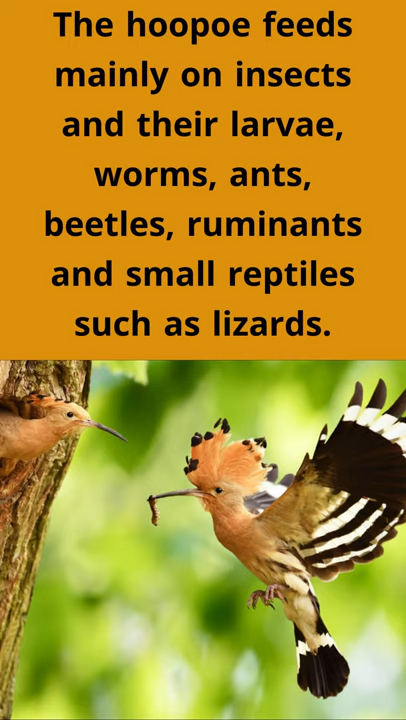 The hoopoe feeds
mainly on insects
and their larvae,
worms, ants,
beetles, ruminants
and small reptiles
such as lizards.